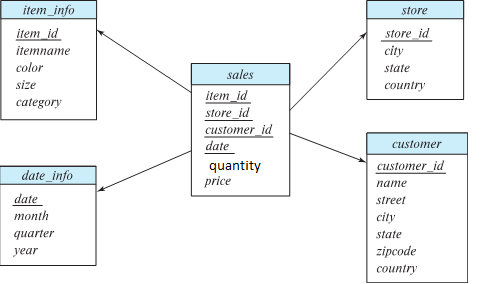 item_info
item_id
itemname
color
size
category
store
store_id
city
state
country
sales
item_id
store_id
customer_id
date
quantity
price
date_info
date
month
quarter
year
customer
customer_id
name
street
city
state
zipcode
country